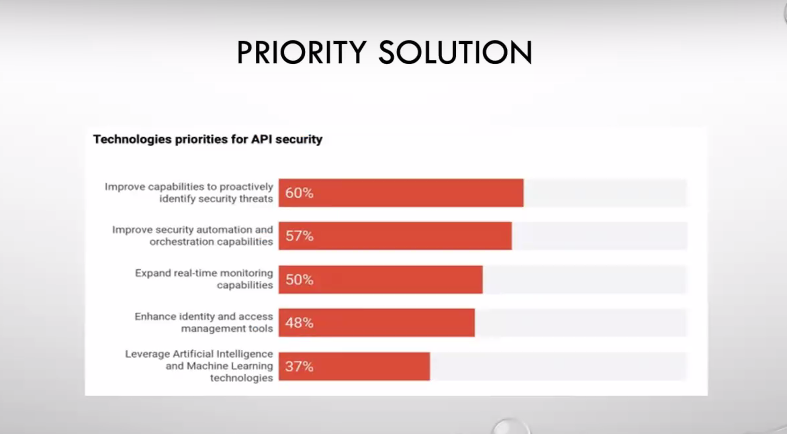 PRIORITY SOLUTION
Technologies priorities for API security
Improve capabilities to proactively
identify security threats
60%
Improve security automation and
orchestration capabilities
57%
Expand real-time monitoring
capabilities
50%
Enhance identity and access
management tools
48%
Leverage Artificial Intelligence
and Machine Learning
technologies
37%